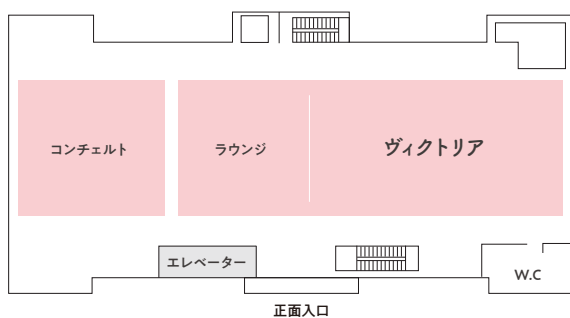 コンチェルト
ラウンジ
ヴィクトリア
エレベーター
W.C
正面入口